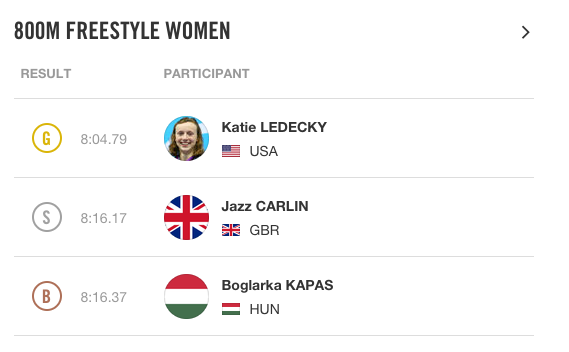 800M FREESTYLE WOMEN
RESULT PARTICIPANT
G 8:04.79 Katie LEDECKY
USA
S 8:16.17 Jazz CARLIN
GBR
B 8:16.37 Boglarka KAPAS
HUN